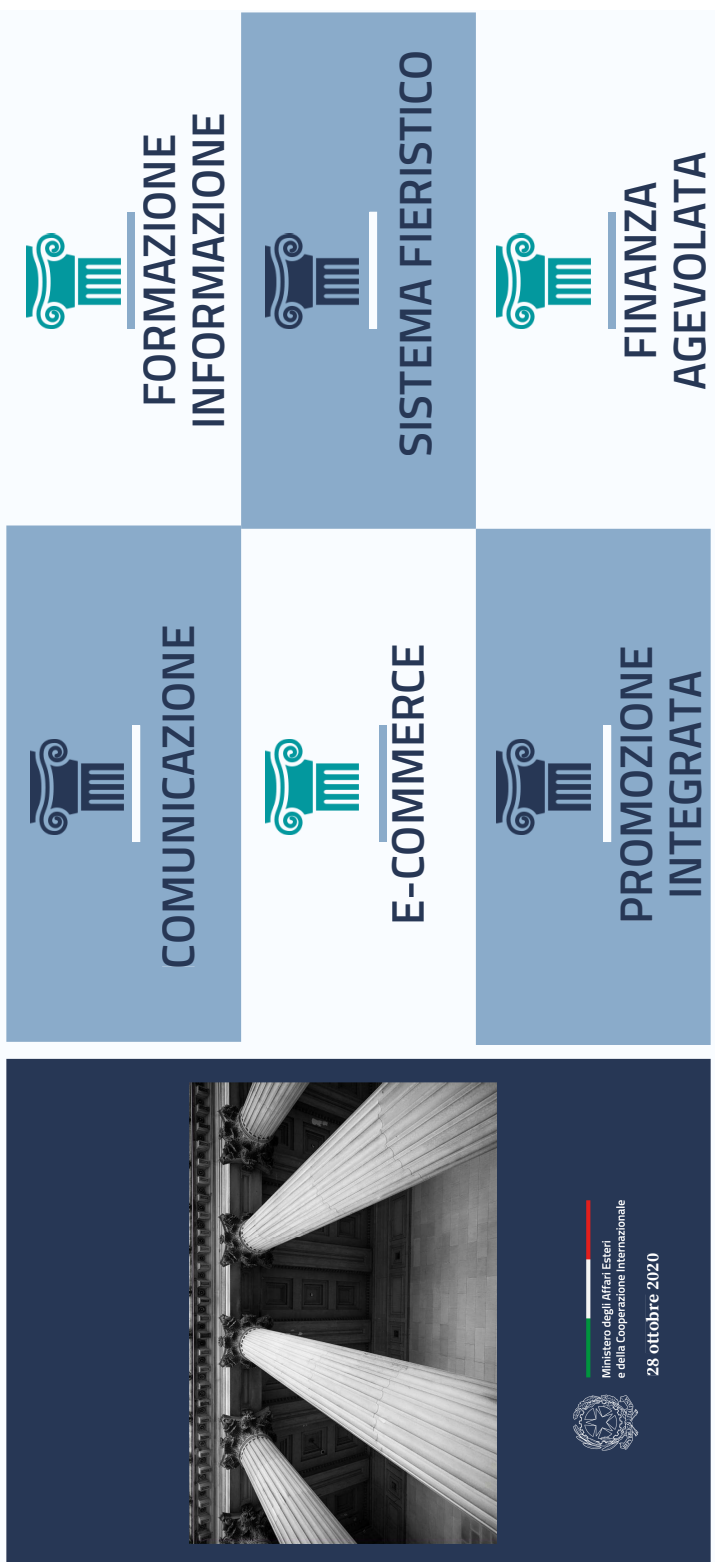 Ministero degli Affari Esteri
e della Cooperazione Internazionale
28 ottobre 2020
COMUNICAZIONE
FORMAZIONE
INFORMAZIONE
E-COMMERCE
SISTEMA FIERISTICO
PROMOZIONE
INTEGRATA
FINANZA
AGEVOLATA